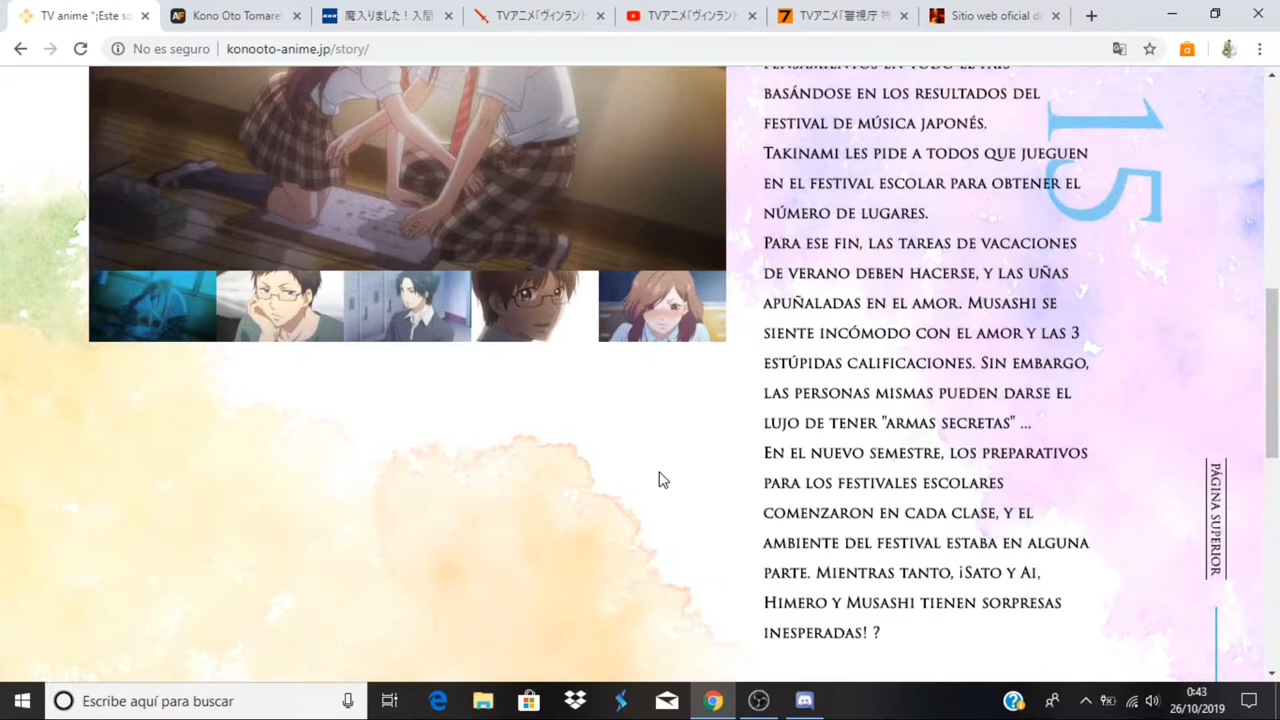 TV anime "¡Este so
Kono Oto Tomare
魔入りました！入間
TVアニメ「ヴィンラント
TVアニメ「ヴィンラント
TVアニメ「警視庁 特
Sitio web oficial de
No es seguro | konooto-anime.jp/story/
PENSAMIENTOS EN TODO EL PAÍS
BASÁNDOSE EN LOS RESULTADOS DEL
FESTIVAL DE MÚSICA JAPONÉS.
TAKINAMI LES PIDE A TODOS QUE JUEGUEN
EN EL FESTIVAL ESCOLAR PARA OBTENER EL
NÚMERO DE LUGARES.
PARA ESE FIN, LAS TAREAS DE VACACIONES
DE VERANO DEBEN HACERSE, Y LAS UÑAS
APUÑALADAS EN EL AMOR. MUSASHI SE
SIENTE INCÓMODO CON EL AMOR Y LAS 3
ESTÚPIDAS CALIFICACIONES. SIN EMBARGO,
LAS PERSONAS MISMAS PUEDEN DARSE EL
LUJO DE TENER "ARMAS SECRETAS" ...
EN EL NUEVO SEMESTRE, LOS PREPARATIVOS
PARA LOS FESTIVALES ESCOLARES
COMENZARON EN CADA CLASE, Y EL
AMBIENTE DEL FESTIVAL ESTABA EN ALGUNA
PARTE. MIENTRAS TANTO, ¡SATO Y AI,
HIMERO Y MUSASHI TIENEN SORPRESAS
INESPERADAS! ?
15
PÁGINA SUPERIOR
Escribe aquí para buscar
0:43
26/10/2019